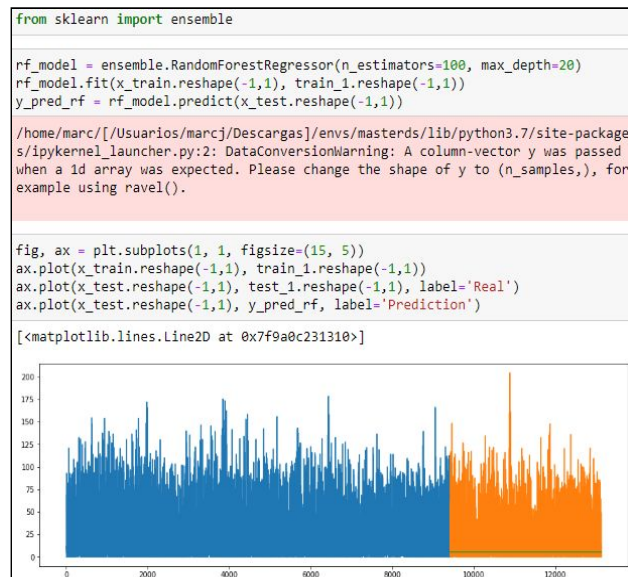 from sklearn import ensemble
rf_model = ensemble.RandomForestRegressor(n_estimators=100, max_depth=20)
rf_model.fit(x_train.reshape(-1,1), train_1.reshape(-1,1))
y_pred_rf = rf_model.predict(x_test.reshape(-1,1))
/home/marc/[/Usuarios/marcj/Descargas]/envs/masterds/lib/python3.7/site-package
s/ipykernel_launcher.py:2: DataConversionWarning: A column-vector y was passed
when a 1d array was expected. Please change the shape of y to (n_samples,), for
example using ravel().
fig, ax = plt.subplots(1, 1, figsize=(15, 5))
ax.plot(x_train.reshape(-1,1), train_1.reshape(-1,1))
ax.plot(x_test.reshape(-1,1), test_1.reshape(-1,1), label='Real')
ax.plot(x_test.reshape(-1,1), y_pred_rf, label='Prediction')
[<matplotlib.lines.Line2D at 0x7f9a0c231310>]
200
175
150
125
100
75
50
25
0
0 2000 4000 6000 8000 10000 12000